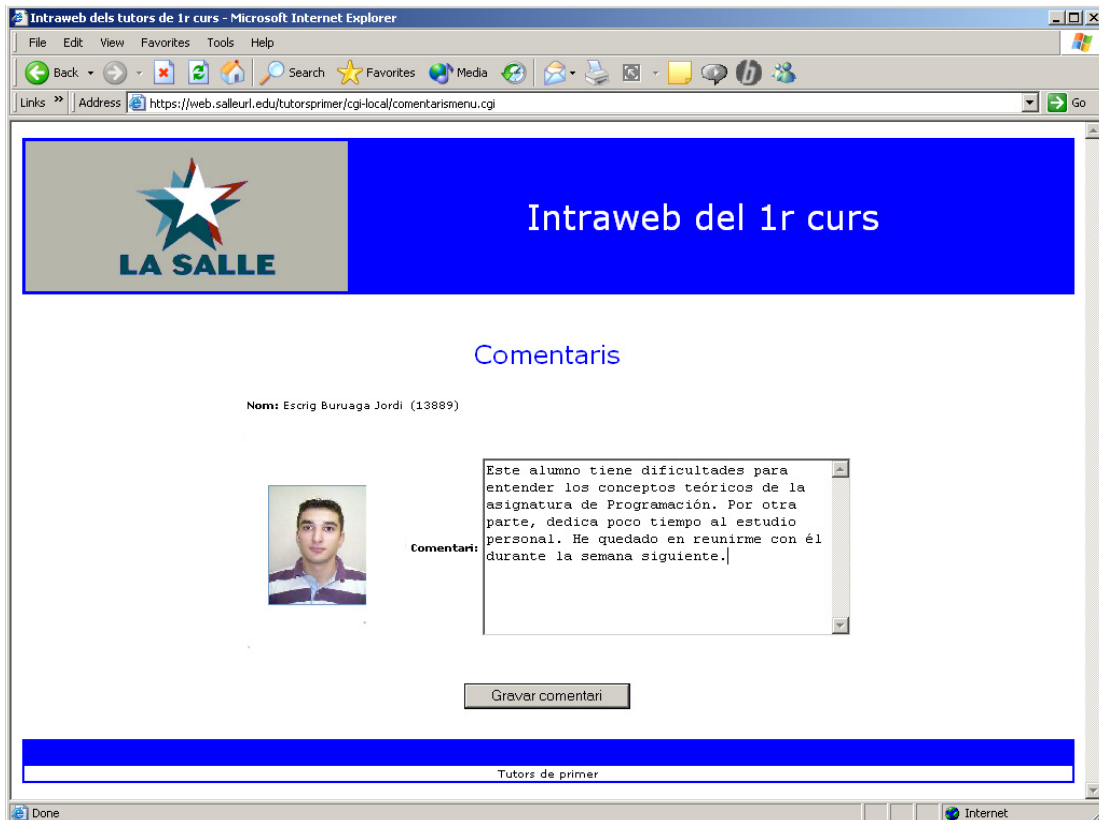 Intraweb dels tutors de 1r curs - Microsoft Internet Explorer
File Edit View Favorites Tools Help
Back Search Favorites Media
Links » Address https://web.salleurl.edu/tutorsprimer/cgi-local/comentarismenu.cgi Go
LA SALLE
Intraweb del 1r curs
Comentaris
Nom: Escrig Buruaga Jordi (13889)
Comentari:
Este alumno tiene dificultades para
entender los conceptos teóricos de la
asignatura de Programación. Por otra
parte, dedica poco tiempo al estudio
personal. He quedado en reunirme con él
durante la semana siguiente.
Gravar comentari
Tutors de primer
Done Internet